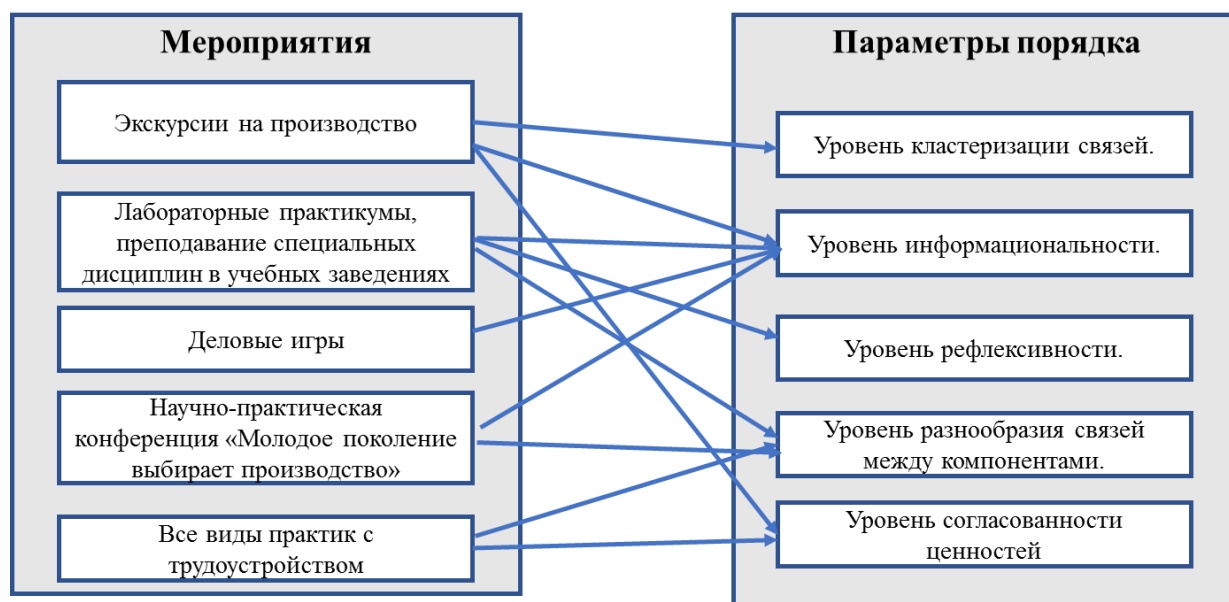 Мероприятия
Экскурсии на производство
Лабораторные практикумы,
преподавание специальных
дисциплин в учебных заведениях
Деловые игры
Научно-практическая
конференция «Молодое поколение
выбирает производство»
Все виды практик с
трудоустройством
Параметры порядка
Уровень кластеризации связей.
Уровень информациональности.
Уровень рефлексивности.
Уровень разнообразия связей
между компонентами.
Уровень согласованности
ценностей